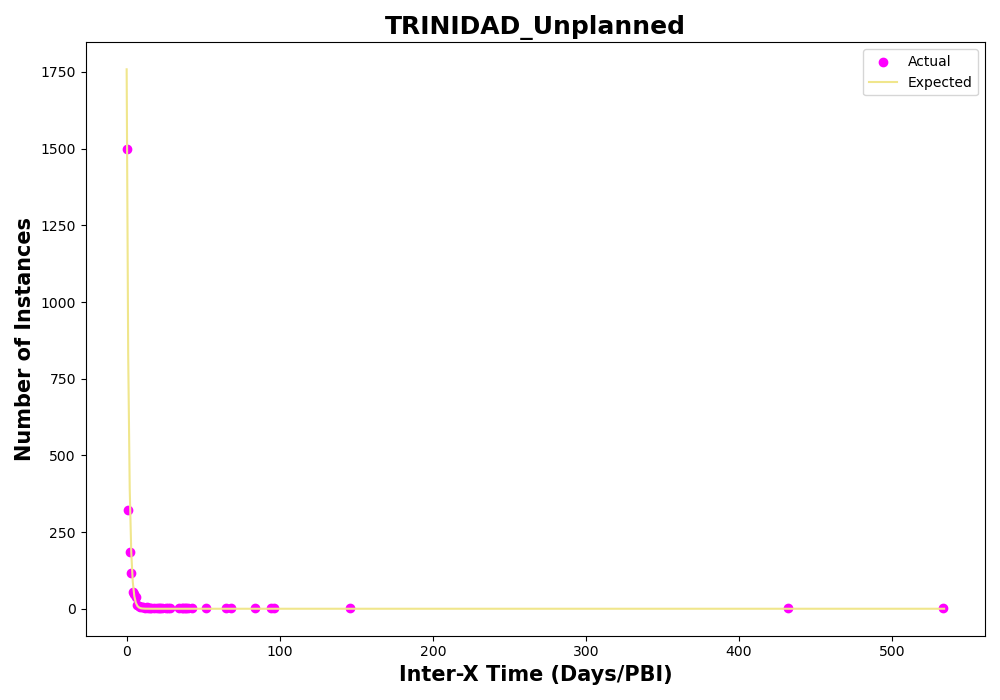 TRINIDAD_Unplanned
Actual
Expected
Number of Instances
1750
1500
1250
1000
750
500
250
0
0
100
200
300
400
500
Inter-X Time (Days/PBI)